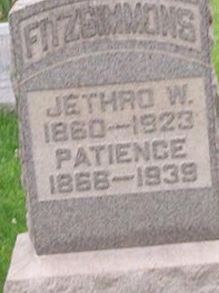 FITZSIMMONS
JETHRO W.
1860–1923
PATIENCE
1868–1939